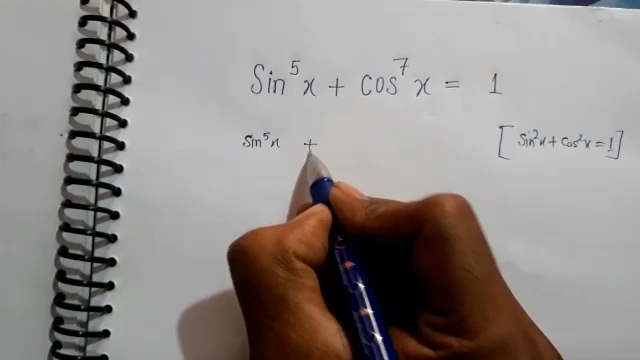 Sin⁵x + cos⁷x = 1
sin⁵x + [sin²x + cos²x = 1]